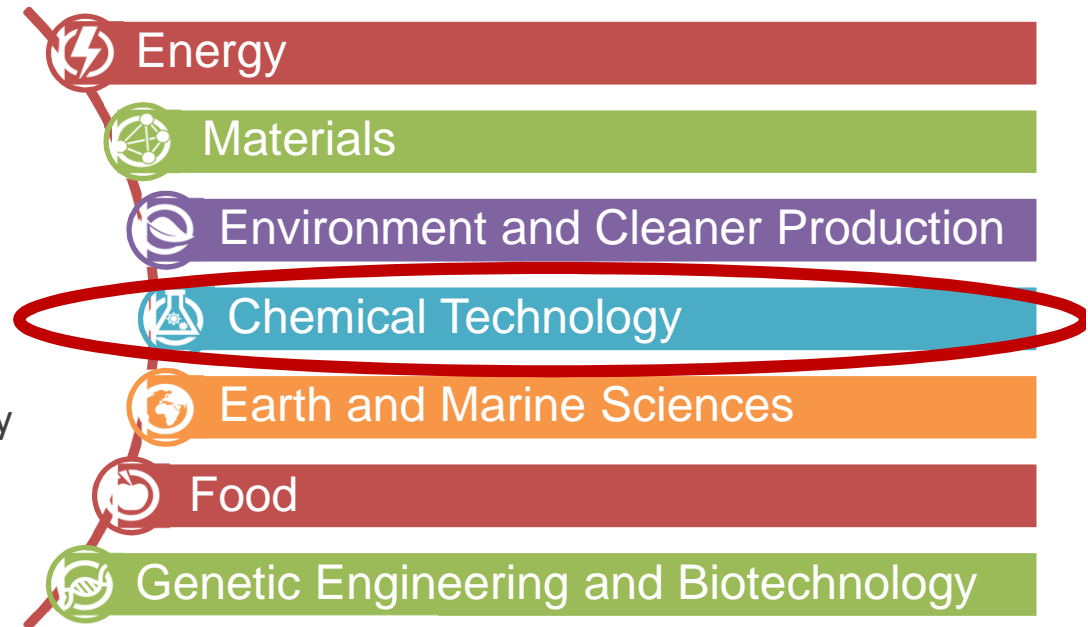 Energy
Materials
Environment and Cleaner Production
Chemical Technology
Earth and Marine Sciences
y
Food
Genetic Engineering and Biotechnology